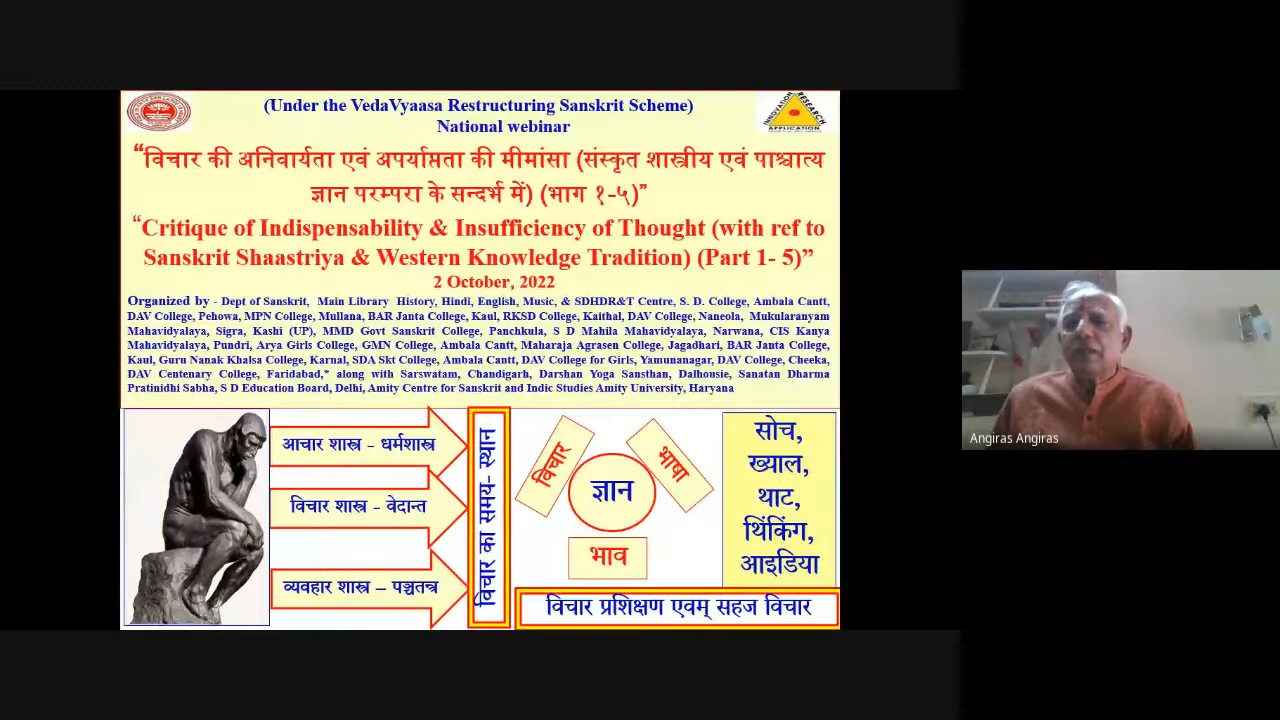 (Under the VedaVyaasa Restructuring Sanskrit Scheme)
National webinar
INNOVATION RESEARCH
APPLICATION
“विचार की अनिवार्यता एवं अपर्याप्तता की मीमांसा (संस्कृत शास्त्रीय एवं पाश्चात्य
ज्ञान परम्परा के सन्दर्भ में) (भाग १-५)”
“Critique of Indispensability & Insufficiency of Thought (with ref to
Sanskrit Shaastriya & Western Knowledge Tradition) (Part 1- 5)”
2 October, 2022
Organized by - Dept of Sanskrit, Main Library History, Hindi, English, Music, & SDHDR&T Centre, S. D. College, Ambala Cantt,
DAV College, Pehowa, MPN College, Mullana, BAR Janta College, Kaul, RKSD College, Kaithal, DAV College, Naneola, Mukularanyam
Mahavidyalaya, Sigra, Kashi (UP), MMD Govt Sanskrit College, Panchkula, S D Mahila Mahavidyalaya, Narwana, CIS Kanya
Mahavidyalaya, Pundri, Arya Girls College, GMN College, Ambala Cantt, Maharaja Agrasen College, Jagadhari, BAR Janta College,
Kaul, Guru Nanak Khalsa College, Karnal, SDA Skt College, Ambala Cantt, DAV College for Girls, Yamunanagar, DAV College, Cheeka,
DAV Centenary College, Faridabad,* along with Sarswatam, Chandigarh, Darshan Yoga Sansthan, Dalhousie, Sanatan Dharma
Pratinidhi Sabha, S D Education Board, Delhi, Amity Centre for Sanskrit and Indic Studies Amity University, Haryana
आचार शास्त्र - धर्मशास्त्र
विचार शास्त्र - वेदान्त
व्यवहार शास्त्र – पञ्चतन्त्र
विचार का समय- स्थान
विचार
भाषा
ज्ञान
भाव
सोच,
ख्याल,
थाट,
थिंकिंग,
आइडिया
विचार प्रशिक्षण एवम् सहज विचार
Angiras Angiras